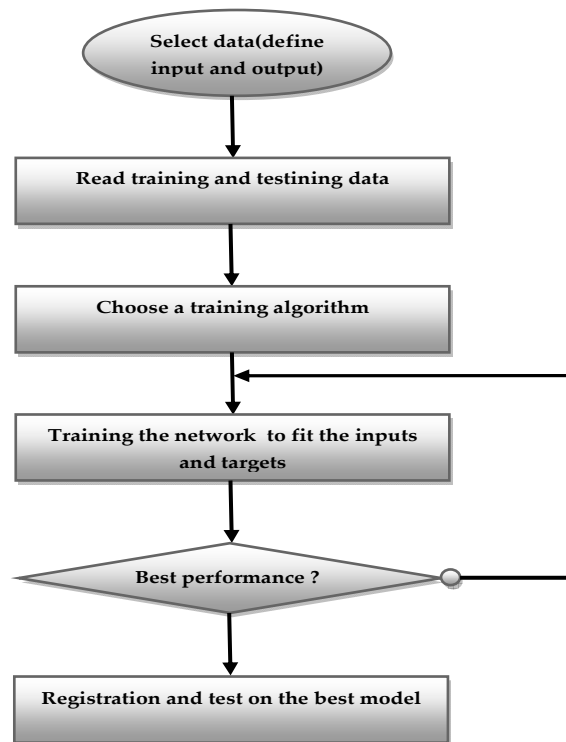 Select data(define
input and output)
Read training and testining data
Choose a training algorithm
Training the network to fit the inputs
and targets
Best performance ?
Registration and test on the best model